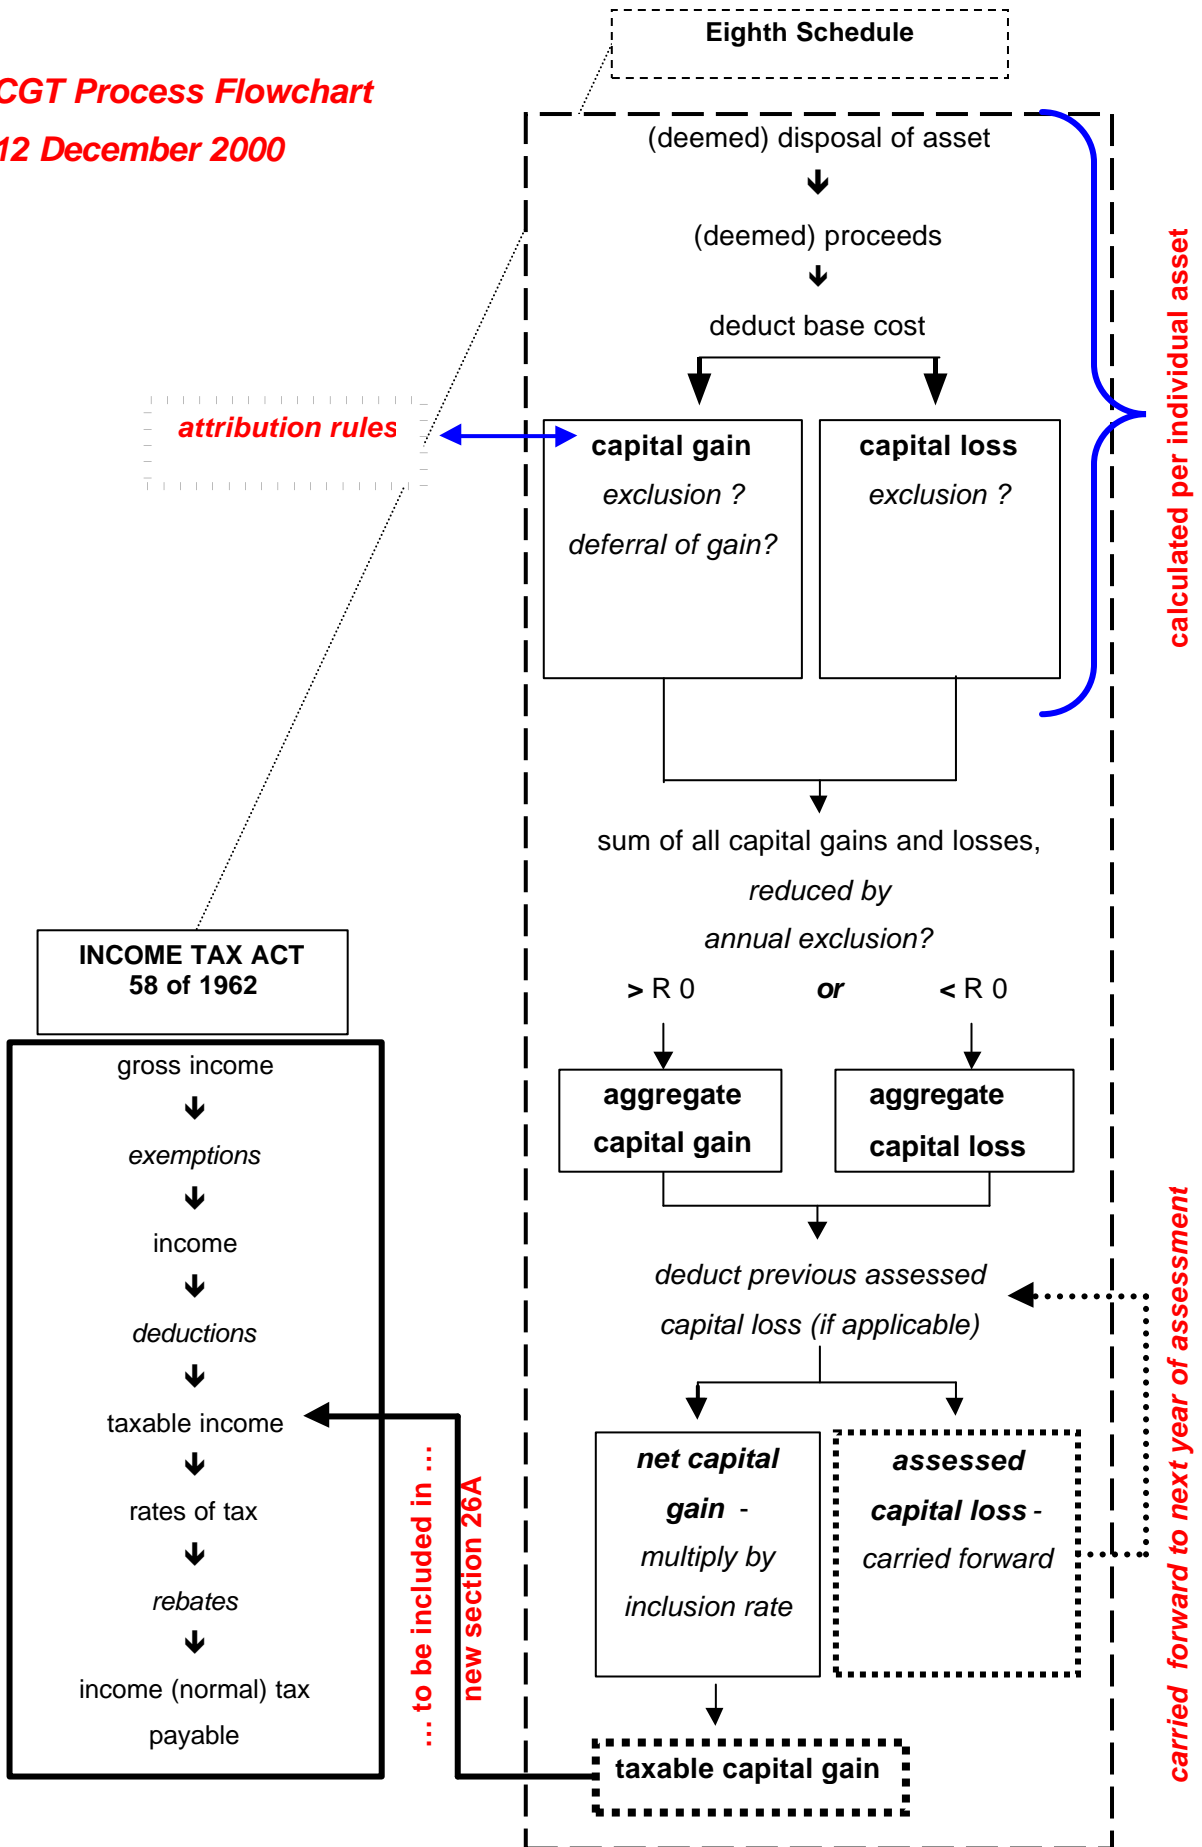 Eighth Schedule
CGT Process Flowchart
12 December 2000
(deemed) disposal of asset
(deemed) proceeds
deduct base cost
calculated per individual asset
attribution rules
capital gain
exclusion ?
deferral of gain?
capital loss
exclusion ?
sum of all capital gains and losses,
reduced by
annual exclusion?
> R 0 or < R 0
aggregate
capital gain
aggregate
capital loss
deduct previous assessed
capital loss (if applicable)
net capital
gain -
multiply by
inclusion rate
assessed
capital loss -
carried forward
carried forward to next year of assessment
taxable capital gain
... to be included in ...
new section 26A
INCOME TAX ACT
58 of 1962
gross income
exemptions
income
deductions
taxable income
rates of tax
rebates
income (normal) tax
payable